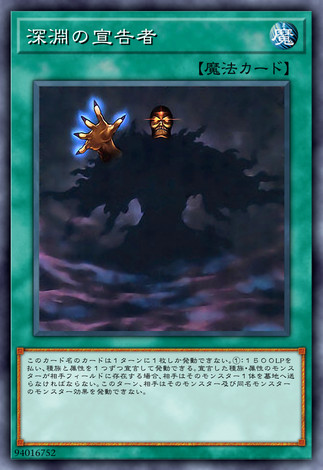 深淵の宣告者
魔
【魔法カード】
このカード名のカードは1ターンに1枚しか発動できない。①:1500LPを
払い、種族と属性を1つずつ宣言して発動できる。宣言した種族・属性のモンス
ターが相手フィールドに存在する場合、相手はそのモンスター1体を墓地へ送
らなければならない。このターン、相手はそのモンスター及び同名モンスター
のモンスター効果を発動できない。
94016752